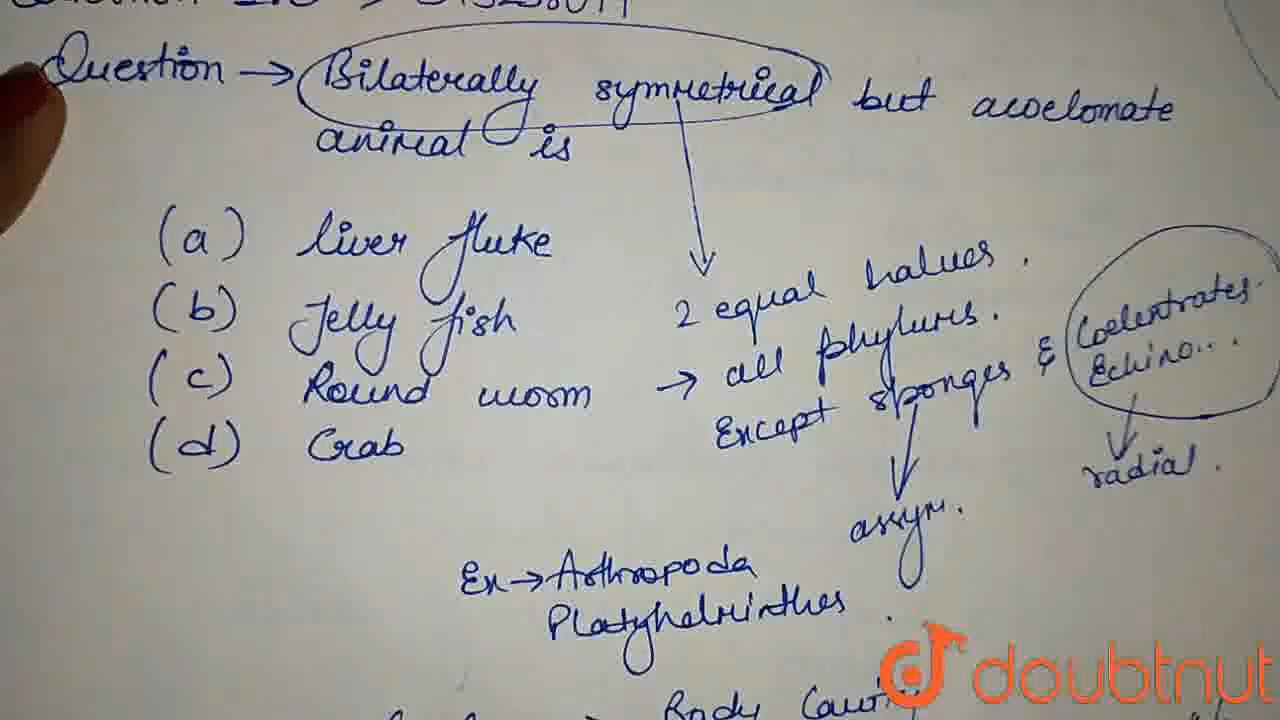 Question → Bilaterally symmetrical but acoelomate
animal is
(a) liver fluke
(b) Jelly fish
(c) Round worm
(d) Crab
2 equal halves.
→ all phylums.
Except sponges & Coelentrates.
Echino...
radial.
assym.
Ex → Arthropoda
Platyhelminthes.
doubtnut
Body Cavity